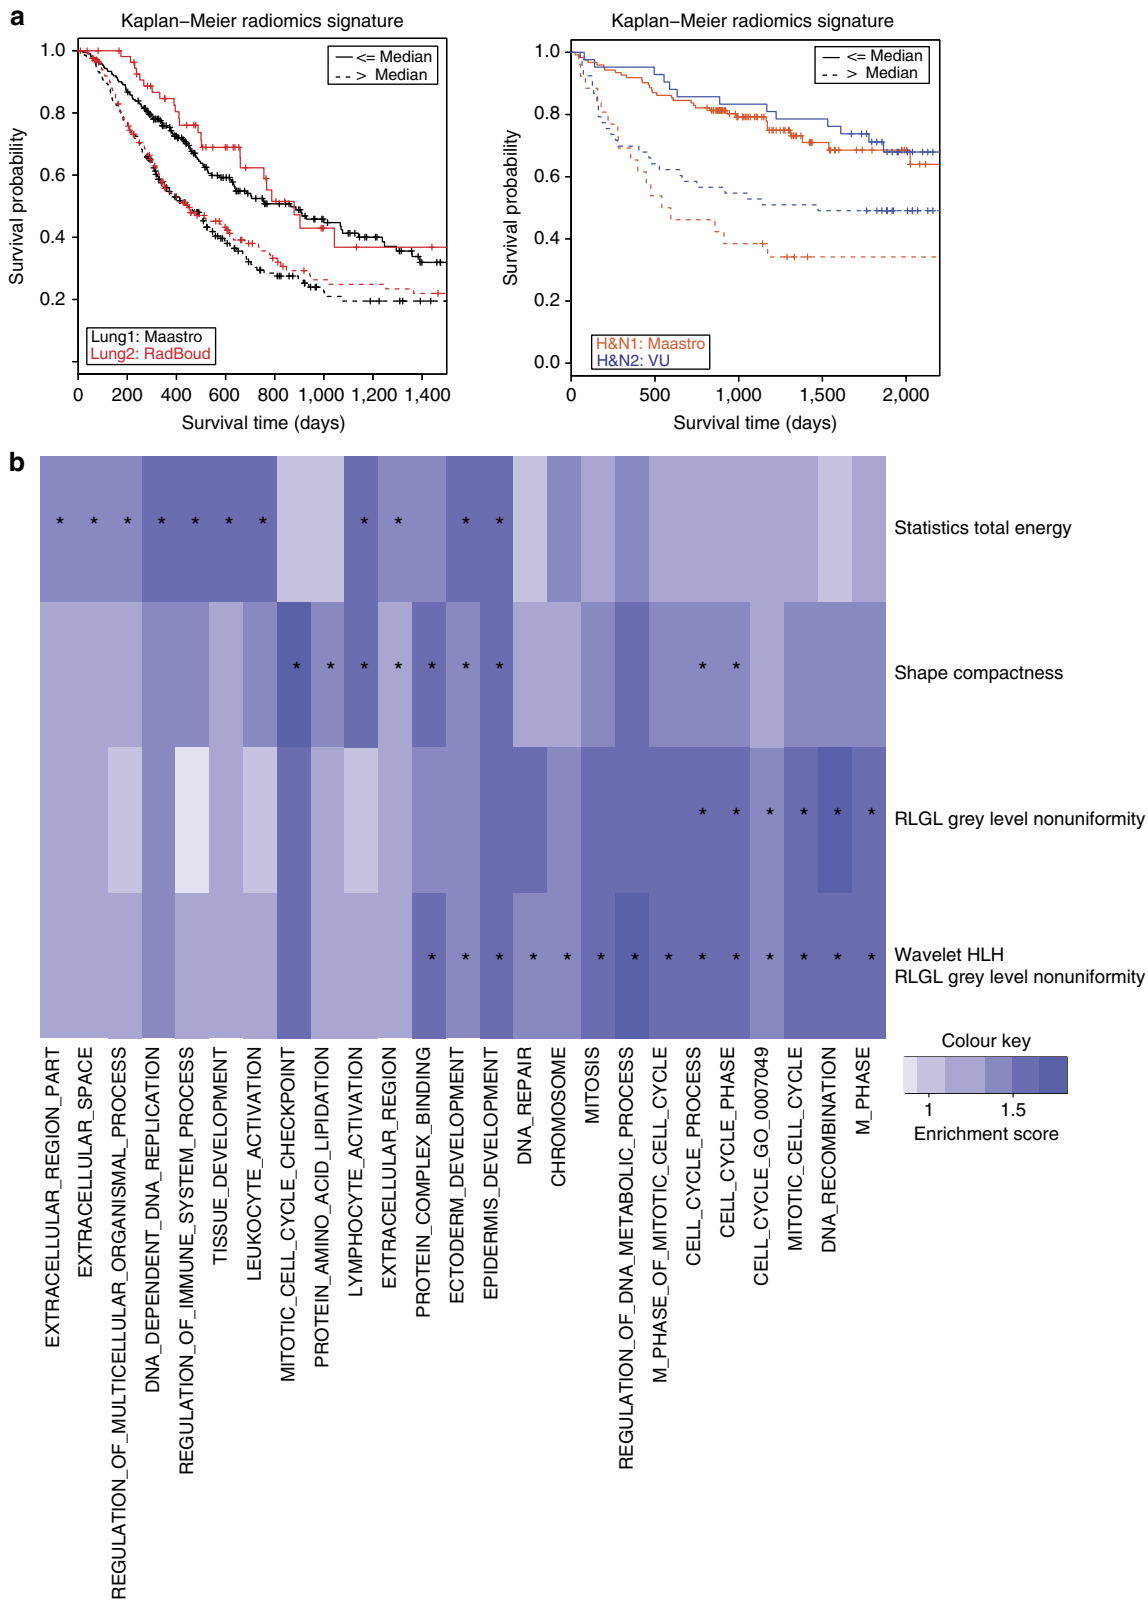 a
Kaplan−Meier radiomics signature
<= Median
> Median
Survival probability
1.0
0.8
0.6
0.4
0.2
Lung1: Maastro
Lung2: RadBoud
0 200 400 600 800 1,000 1,200 1,400
Survival time (days)
Kaplan−Meier radiomics signature
<= Median
> Median
Survival probability
1.0
0.8
0.6
0.4
0.2
0.0
H&N1: Maastro
H&N2: VU
0 500 1,000 1,500 2,000
Survival time (days)
b
* * * * * * * * * * *
Statistics total energy
* * * * * * * * *
Shape compactness
* * * * * *
RLGL grey level nonuniformity
* * * * * * * * * * * * * *
Wavelet HLH
RLGL grey level nonuniformity
EXTRACELLULAR_REGION_PART
EXTRACELLULAR_SPACE
REGULATION_OF_MULTICELLULAR_ORGANISMAL_PROCESS
DNA_DEPENDENT_DNA_REPLICATION
REGULATION_OF_IMMUNE_SYSTEM_PROCESS
TISSUE_DEVELOPMENT
LEUKOCYTE_ACTIVATION
MITOTIC_CELL_CYCLE_CHECKPOINT
PROTEIN_AMINO_ACID_LIPIDATION
LYMPHOCYTE_ACTIVATION
EXTRACELLULAR_REGION
PROTEIN_COMPLEX_BINDING
ECTODERM_DEVELOPMENT
EPIDERMIS_DEVELOPMENT
DNA_REPAIR
CHROMOSOME
MITOSIS
REGULATION_OF_DNA_METABOLIC_PROCESS
M_PHASE_OF_MITOTIC_CELL_CYCLE
CELL_CYCLE_PROCESS
CELL_CYCLE_PHASE
CELL_CYCLE_GO_0007049
MITOTIC_CELL_CYCLE
DNA_RECOMBINATION
M_PHASE
Colour key
1 1.5
Enrichment score